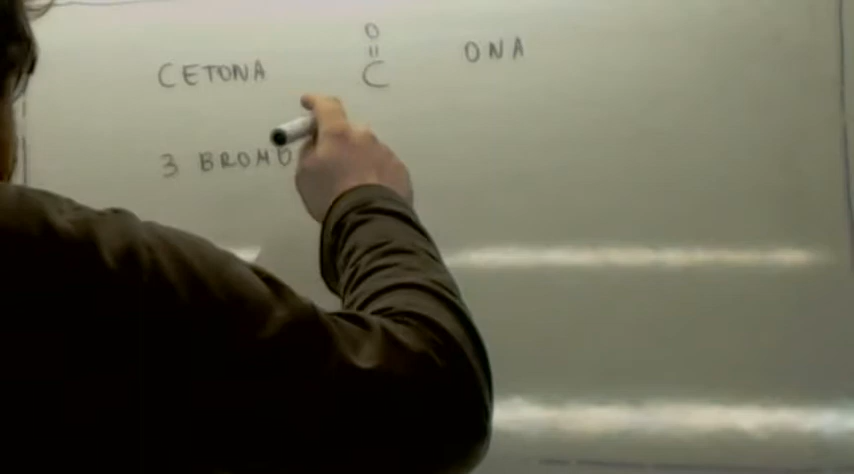 O
=
CETONA C ONA
3 BROMO